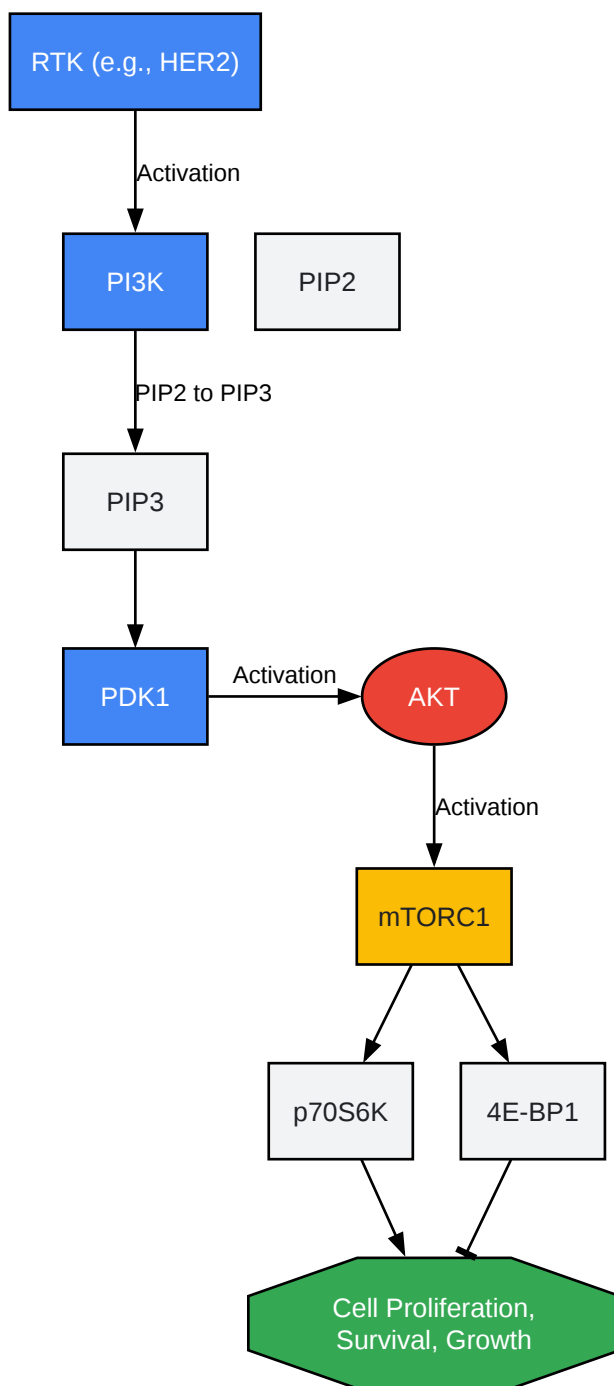 RTK (e.g., HER2)
Activation
PI3K
PIP2
PIP2 to PIP3
PIP3
PDK1
Activation
AKT
Activation
mTORC1
p70S6K
4E-BP1
Cell Proliferation,
Survival, Growth